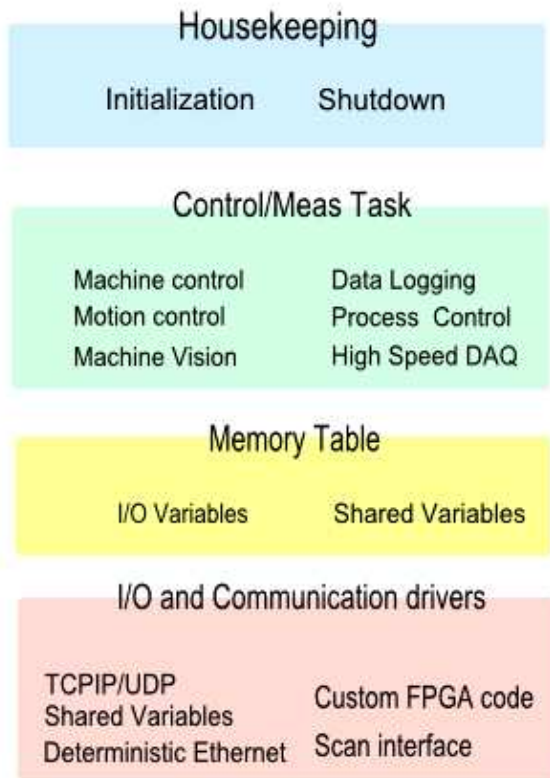 Housekeeping
Initialization Shutdown
Control/Meas Task
Machine control Data Logging
Motion control Process Control
Machine Vision High Speed DAQ
Memory Table
I/O Variables Shared Variables
I/O and Communication drivers
TCPIP/UDP
Shared Variables
Deterministic Ethernet
Custom FPGA code
Scan interface